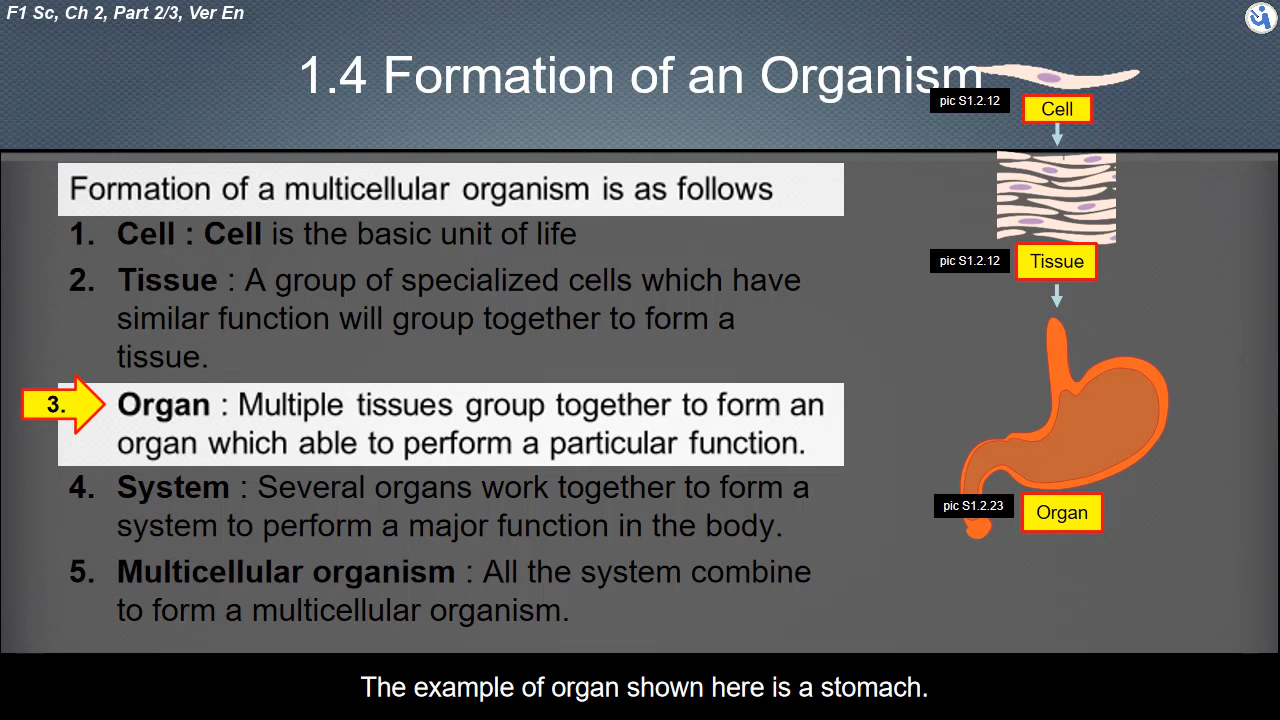 F1 Sc, Ch 2, Part 2/3, Ver En
1.4 Formation of an Organism
pic S1.2.12
Cell
Formation of a multicellular organism is as follows
1. Cell : Cell is the basic unit of life
pic S1.2.12
Tissue
2. Tissue : A group of specialized cells which have
similar function will group together to form a
tissue.
3. Organ : Multiple tissues group together to form an
organ which able to perform a particular function.
4. System : Several organs work together to form a
system to perform a major function in the body.
pic S1.2.23
Organ
5. Multicellular organism : All the system combine
to form a multicellular organism.
The example of organ shown here is a stomach.